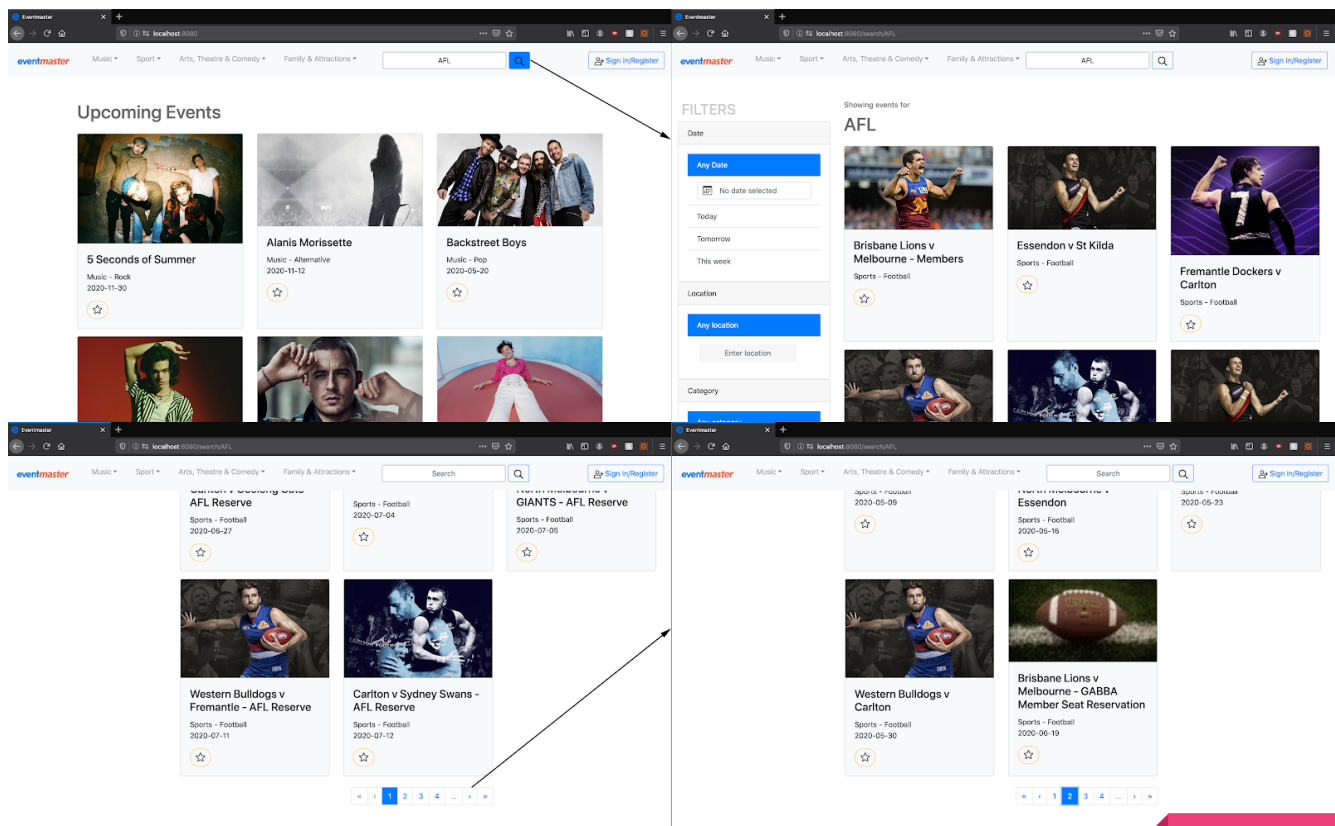 Eventmaster
localhost:8080
eventmaster
Music
Sport
Arts, Theatre & Comedy
Family & Attractions
AFL
Sign In/Register
Upcoming Events
5 Seconds of Summer
Music - Rock
2020-11-30
Alanis Morissette
Music - Alternative
2020-11-12
Backstreet Boys
Music - Pop
2020-05-20
Eventmaster
localhost:8080/search/AFL
eventmaster
Music
Sport
Arts, Theatre & Comedy
Family & Attractions
AFL
Sign In/Register
FILTERS
Date
Any Date
No date selected
Today
Tomorrow
This week
Location
Any location
Enter location
Category
Any category
Showing events for
AFL
Brisbane Lions v
Melbourne - Members
Sports - Football
Essendon v St Kilda
Sports - Football
7
Fremantle Dockers v
Carlton
Sports - Football
Eventmaster
localhost:8080/search/AFL
eventmaster
Music
Sport
Arts, Theatre & Comedy
Family & Attractions
Search
Sign In/Register
Carlton v Geelong Cats
AFL Reserve
Sports - Football
2020-06-27
Sports - Football
2020-07-04
North Melbourne v
GIANTS - AFL Reserve
Sports - Football
2020-07-05
Western Bulldogs v
Fremantle - AFL Reserve
Sports - Football
2020-07-11
Carlton v Sydney Swans -
AFL Reserve
Sports - Football
2020-07-12
« ‹ 1 2 3 4 ... › »
Eventmaster
localhost:8080/search/AFL
eventmaster
Music
Sport
Arts, Theatre & Comedy
Family & Attractions
Search
Sign In/Register
Sports - Football
2020-05-09
North Melbourne v
Essendon
Sports - Football
2020-05-16
Sports - Football
2020-05-23
Western Bulldogs v
Carlton
Sports - Football
2020-05-30
Brisbane Lions v
Melbourne - GABBA
Member Seat Reservation
Sports - Football
2020-06-19
« ‹ 1 2 3 4 ... › »